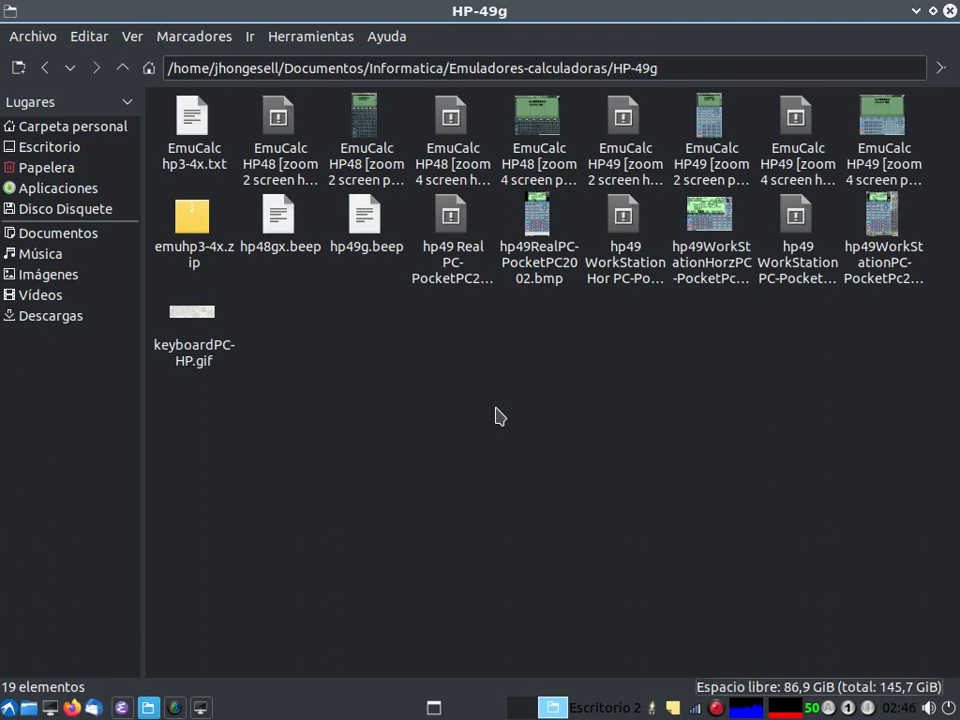 HP-49g
Archivo Editar Ver Marcadores Ir Herramientas Ayuda
/home/jhongesell/Documentos/Informatica/Emuladores-calculadoras/HP-49g
Lugares
Carpeta personal
Escritorio
Papelera
Aplicaciones
Disco Disquete
Documentos
Música
Imágenes
Vídeos
Descargas
EmuCalc
hp3-4x.txt
EmuCalc
HP48 [zoom
2 screen h...
EmuCalc
HP48 [zoom
2 screen p...
EmuCalc
HP48 [zoom
4 screen h...
EmuCalc
HP48 [zoom
4 screen p...
EmuCalc
HP49 [zoom
2 screen h...
EmuCalc
HP49 [zoom
2 screen p...
EmuCalc
HP49 [zoom
4 screen h...
EmuCalc
HP49 [zoom
4 screen p...
emuhp3-4x.z
ip
hp48gx.beep
hp49g.beep
hp49 Real
PC-
PocketPC2...
hp49RealPC-
PocketPC20
02.bmp
hp49
WorkStation
Hor PC-Po...
hp49WorkSt
ationHorzPC
-PocketPc...
hp49
WorkStation
PC-Pocket...
hp49WorkSt
ationPC-
PocketPc2...
keyboardPC-
HP.gif
19 elementos
Espacio libre: 86,9 GiB (total: 145,7 GiB)
Escritorio 2
50
A
1
02:46